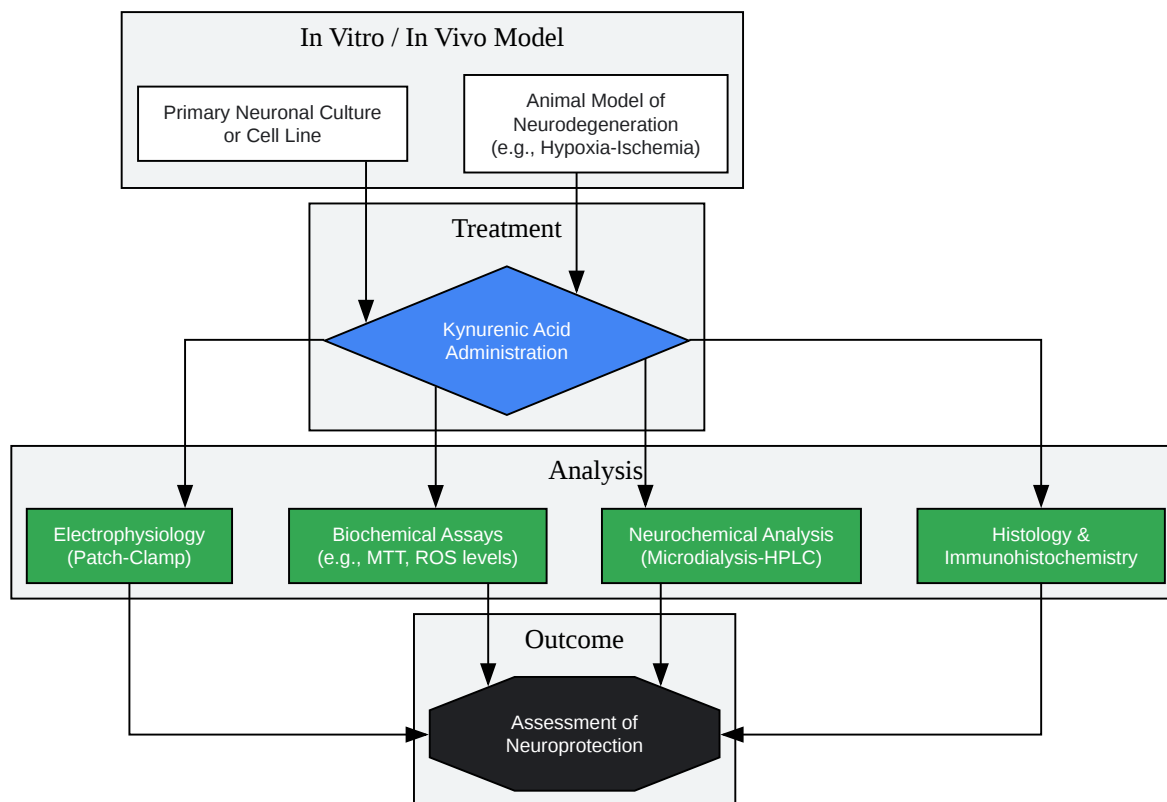 In Vitro / In Vivo Model
Primary Neuronal Culture
or Cell Line
Animal Model of
Neurodegeneration
(e.g., Hypoxia-Ischemia)
Treatment
Kynurenic Acid
Administration
Analysis
Electrophysiology
(Patch-Clamp)
Biochemical Assays
(e.g., MTT, ROS levels)
Neurochemical Analysis
(Microdialysis-HPLC)
Histology &
Immunohistochemistry
Outcome
Assessment of
Neuroprotection